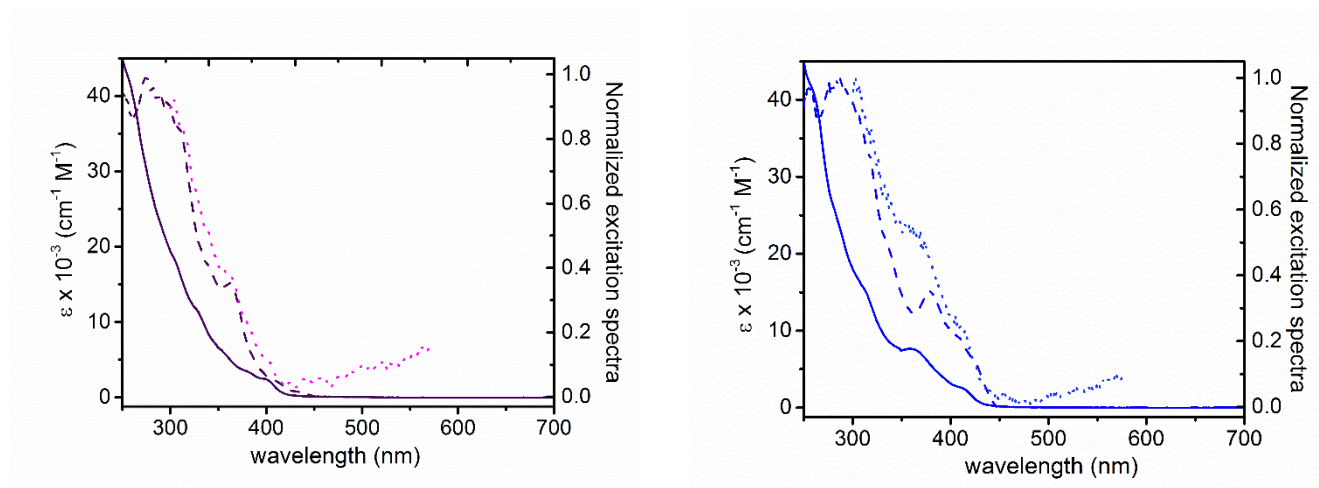 40
30
20
10
0
ε x 10⁻³ (cm⁻¹ M⁻¹)
300 400 500 600 700
wavelength (nm)
1.0
0.8
0.6
0.4
0.2
0.0
Normalized excitation spectra
40
30
20
10
0
ε x 10⁻³ (cm⁻¹ M⁻¹)
300 400 500 600 700
wavelength (nm)
1.0
0.8
0.6
0.4
0.2
0.0
Normalized excitation spectra